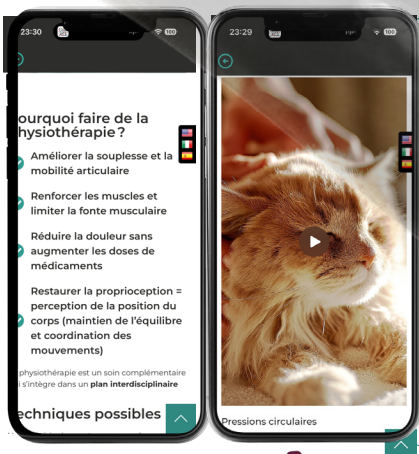 23:30
100
ourquoi faire de la
hysiothérapie ?
Améliorer la souplesse et la
mobilité articulaire
Renforcer les muscles et
limiter la fonte musculaire
Réduire la douleur sans
augmenter les doses de
médicaments
Restaurer la proprioception =
perception de la position du
corps (maintien de l'équilibre
et coordination des
mouvements)
physiothérapie est un soin complémentaire
i s'intègre dans un plan interdisciplinaire
echniques possibles
23:29
100
Pressions circulaires